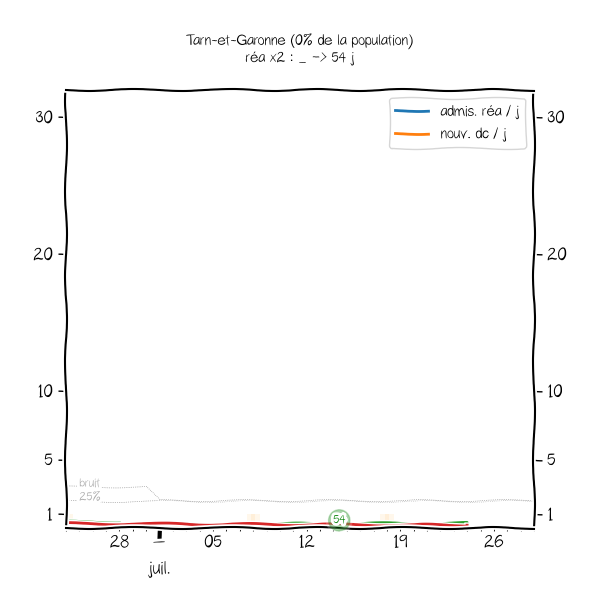 Tarn-et-Garonne (0% de la population)
réa x2 : _ -> 54 j
admis. réa / j
nouv. dc / j
30
30
20
20
10
10
5
5
bruit
25%
1
54
1
28
05
12
19
26
juil.